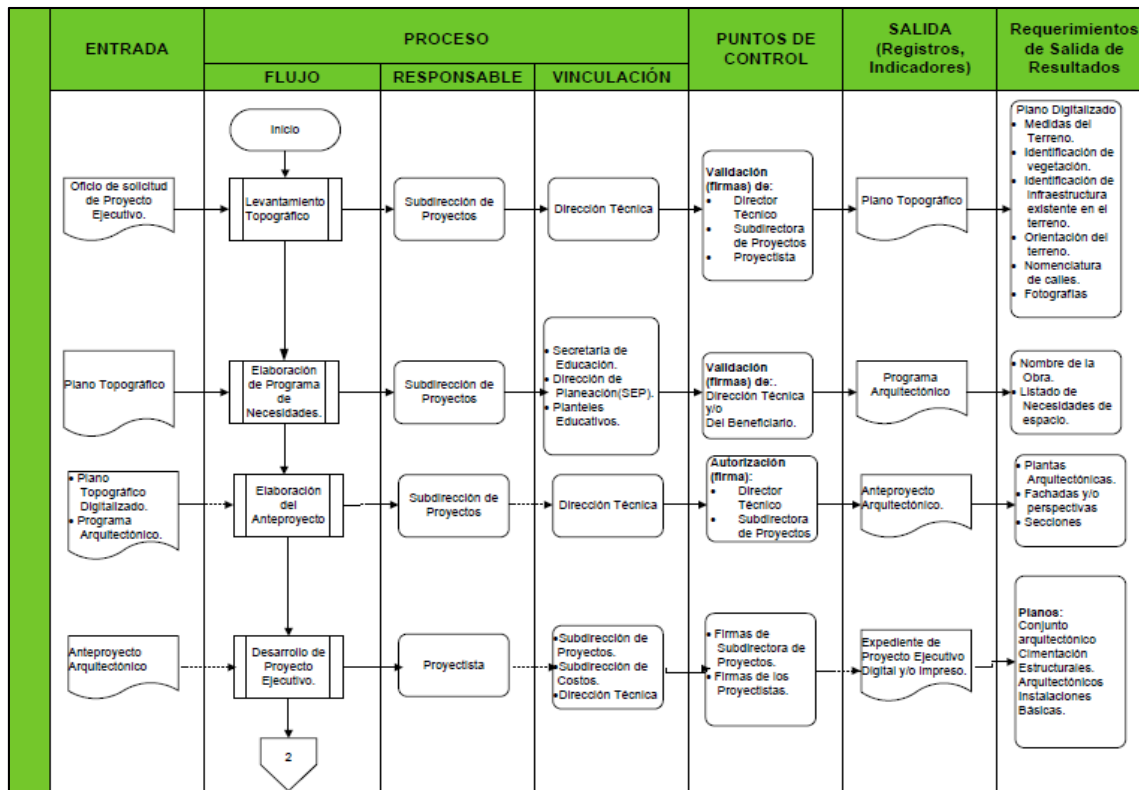 ENTRADA
PROCESO
PUNTOS DE
CONTROL
SALIDA
(Registros,
Indicadores)
Requerimientos
de Salida de
Resultados
FLUJO
RESPONSABLE
VINCULACIÓN
Inicio
Oficio de solicitud
de Proyecto
Ejecutivo.
Levantamiento
Topográfico
Subdirección de
Proyectos
Dirección Técnica
Validación
(firmas) de:
• Director
Técnico
• Subdirectora
de Proyectos
• Proyectista
Plano Topográfico
Plano Digitalizado
• Medidas del
Terreno.
• Identificación de
vegetación.
• Identificación de
Infraestructura
existente en el
terreno.
• Orientación del
terreno.
• Nomenclatura
de calles.
• Fotografías
Plano Topográfico
Elaboración
de Programa
de
Necesidades.
Subdirección de
Proyectos
• Secretaría de
Educación.
• Dirección de
Planeación(SEP).
• Planteles
Educativos.
Validación
(firmas) de:.
Dirección Técnica
y/o
Del Beneficiario.
Programa
Arquitectónico
• Nombre de la
Obra.
• Listado de
Necesidades de
espacio.
• Plano
Topográfico
Digitalizado.
• Programa
Arquitectónico.
Elaboración
del
Anteproyecto
Subdirección de
Proyectos
Dirección Técnica
Autorización
(firma):
• Director
Técnico
• Subdirectora
de Proyectos
Anteproyecto
Arquitectónico.
• Plantas
Arquitectónicas.
• Fachadas y/o
perspectivas
• Secciones
Anteproyecto
Arquitectónico
Desarrollo de
Proyecto
Ejecutivo.
Proyectista
• Subdirección de
Proyectos.
• Subdirección de
Costos.
• Dirección Técnica
• Firmas de
Subdirectora de
Proyectos.
• Firmas de los
Proyectistas.
Expediente de
Proyecto Ejecutivo
Digital y/o Impreso.
Planos:
Conjunto
arquitectónico
Cimentación
Estructurales.
Arquitectónicos
Instalaciones
Básicas.
2